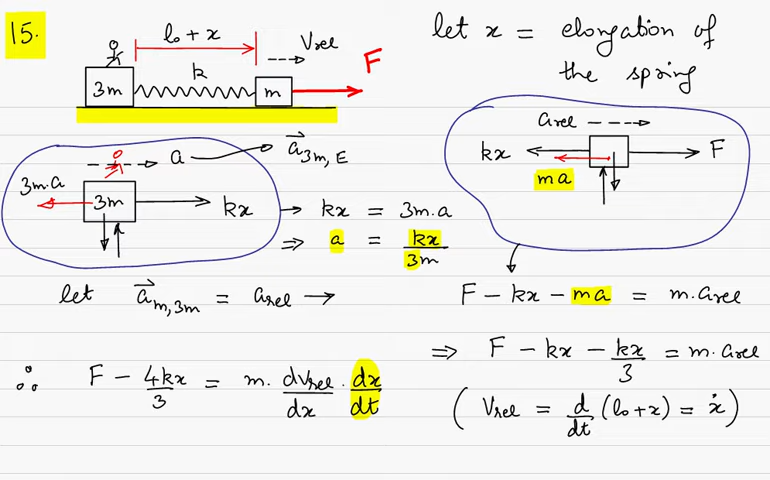 15.
l₀ + x
Vrel
k
F
3m
m
let x = elongation of
the spring
a
a⃗3m, E
3m.a
3m
kx
→ kx = 3m.a
⇒ a = kx/3m
arel
kx
F
ma
let a⃗m,3m = arel →
F − kx − ma = m.arel
⇒ F − kx − kx/3 = m.arel
∴ F − 4kx/3 = m. dvrel/dx . dx/dt
( Vrel = d/dt (l₀+x) = ẋ )